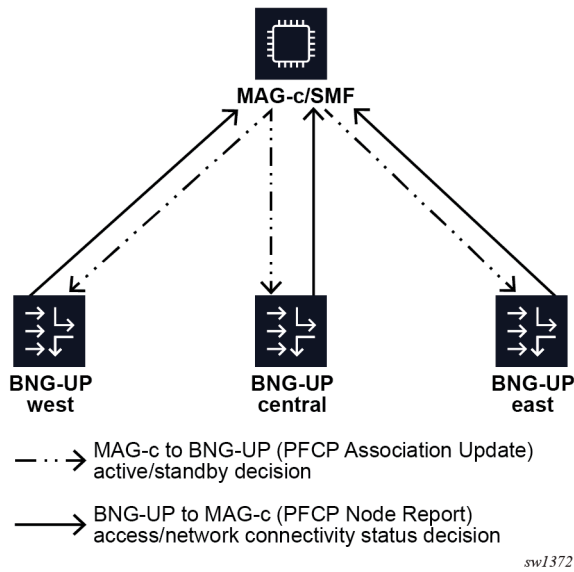 MAG-c/SMF
BNG-UP
west
BNG-UP
central
BNG-UP
east
MAG-c to BNG-UP (PFCP Association Update)
active/standby decision
BNG-UP to MAG-c (PFCP Node Report)
access/network connectivity status decision
sw1372